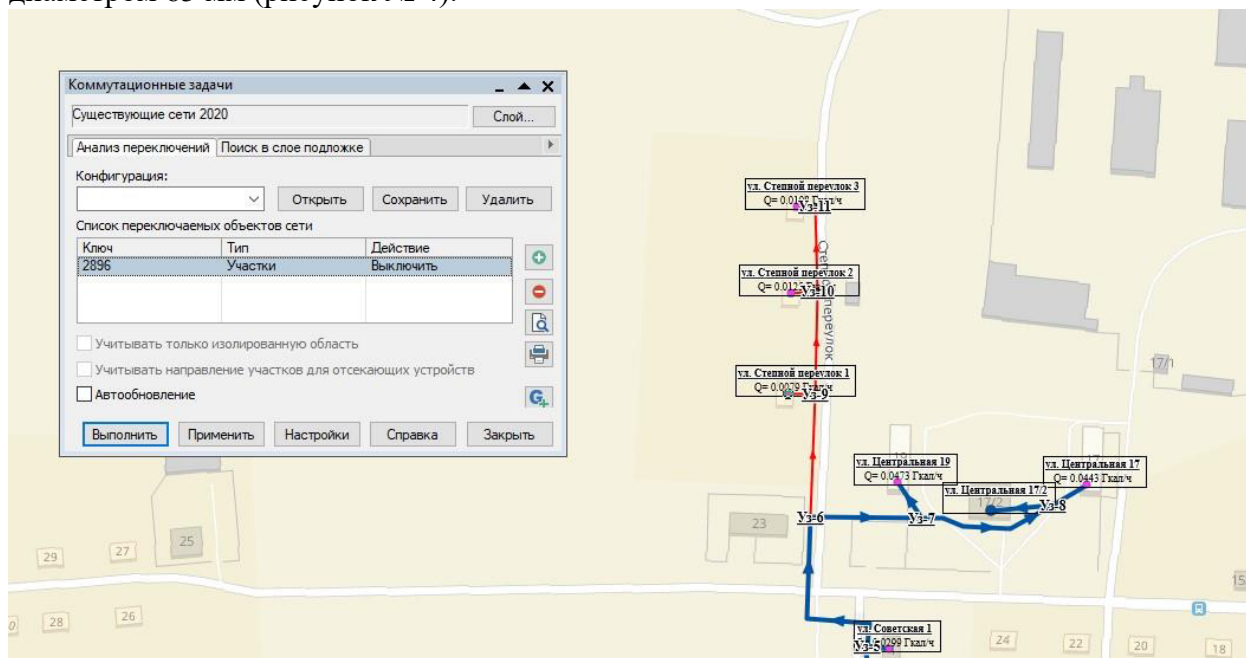 диаметром 83 мм (рисунок №
Коммутационные задачи
Существующие сети 2020
Слой...
Анализ переключений
Поиск в слое подложке
Конфигурация:
Открыть
Сохранить
Удалить
Список переключаемых объектов сети
Ключ Тип Действие
2896 Участки Выключить
Учитывать только изолированную область
Учитывать направление участков для отсекающих устройств
Автообновление
Выполнить
Применить
Настройки
Справка
Закрыть
ул. Степной переулок 3
Уз-11
ул. Степной переулок 2
Уз-10
Степной переулок
ул. Степной переулок 1
Уз-9
17/1
19
17
ул. Центральная 19
Q= 0.0473 Гкал/ч
ул. Центральная 17
Q= 0.0443 Гкал/ч
ул. Центральная 17/2
17/2
Уз-8
Уз-6
Уз-7
23
25
27
29
26
28
15
ул. Советская 1
Уз-5
24
22
20
18